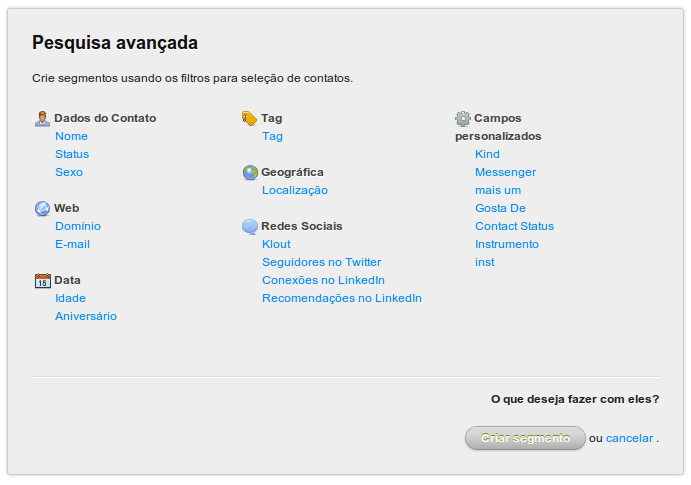 Pesquisa avançada
Crie segmentos usando os filtros para seleção de contatos.
Dados do Contato
Nome
Status
Sexo
Web
Domínio
E-mail
15
Data
Idade
Aniversário
Tag
Tag
Geográfica
Localização
Redes Sociais
Klout
Seguidores no Twitter
Conexões no LinkedIn
Recomendações no LinkedIn
Campos
personalizados
Kind
Messenger
mais um
Gosta De
Contact Status
Instrumento
inst
O que deseja fazer com eles?
Criar segmento ou cancelar .